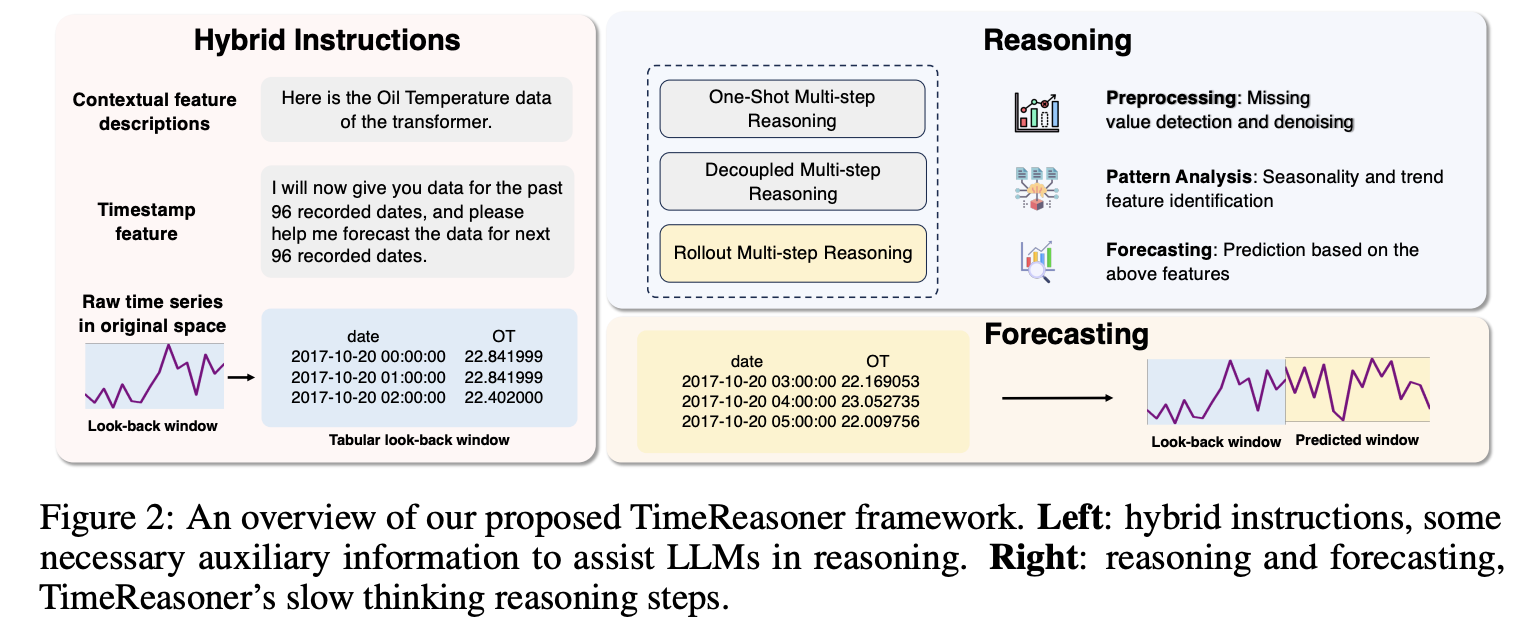 Hybrid Instructions
Contextual feature
descriptions
Here is the Oil Temperature data
of the transformer.
Timestamp
feature
I will now give you data for the past
96 recorded dates, and please
help me forecast the data for next
96 recorded dates.
Raw time series
in original space
Look-back window
date OT
2017-10-20 00:00:00 22.841999
2017-10-20 01:00:00 22.841999
2017-10-20 02:00:00 22.402000
Tabular look-back window
Reasoning
One-Shot Multi-step
Reasoning
Decoupled Multi-step
Reasoning
Rollout Multi-step Reasoning
Preprocessing: Missing
value detection and denoising
Pattern Analysis: Seasonality and trend
feature identification
Forecasting: Prediction based on the
above features
Forecasting
date OT
2017-10-20 03:00:00 22.169053
2017-10-20 04:00:00 23.052735
2017-10-20 05:00:00 22.009756
Look-back window Predicted window
Figure 2: An overview of our proposed TimeReasoner framework. Left: hybrid instructions, some
necessary auxiliary information to assist LLMs in reasoning. Right: reasoning and forecasting,
TimeReasoner's slow thinking reasoning steps.